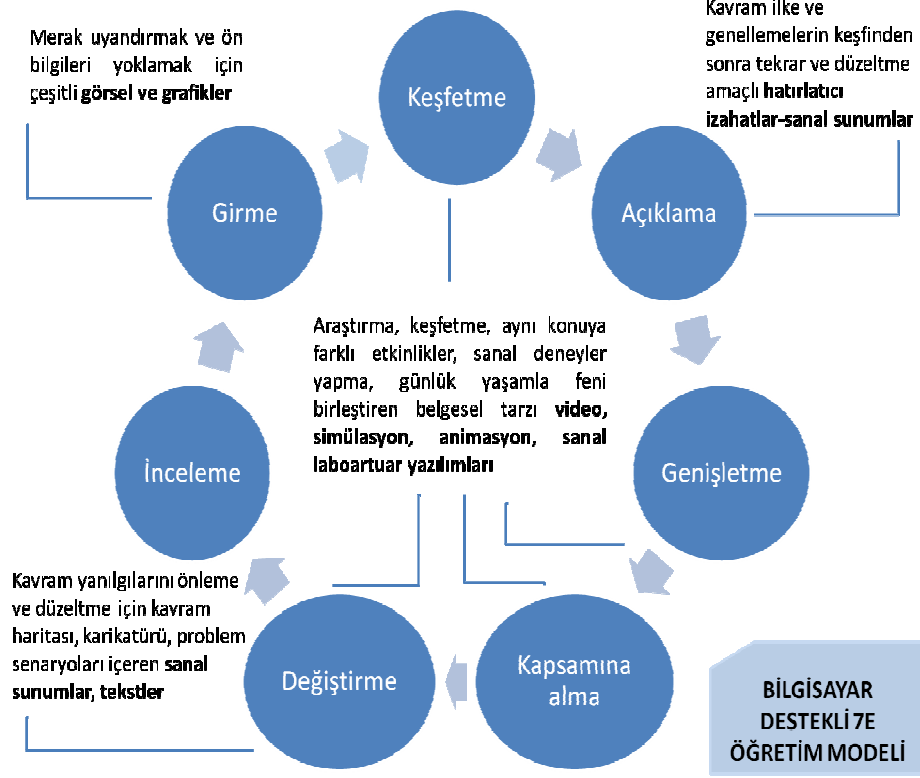 Merak uyandırmak ve ön
bilgileri yoklamak için
çeşitli görsel ve grafikler
Keşfetme
Kavram ilke ve
genellemelerin keşfinden
sonra tekrar ve düzeltme
amaçlı hatırlatıcı
izahatlar-sanal sunumlar
Girme
Açıklama
Araştırma, keşfetme, aynı konuya
farklı etkinlikler, sanal deneyler
yapma, günlük yaşamla feni
birleştiren belgesel tarzı video,
simülasyon, animasyon, sanal
laboartuar yazılımları
İnceleme
Genişletme
Kavram yanılgılarını önleme
ve düzeltme için kavram
haritası, karikatürü, problem
senaryoları içeren sanal
sunumlar, tekstler
Değiştirme
Kapsamına
alma
BİLGİSAYAR
DESTEKLİ 7E
ÖĞRETİM MODELİ